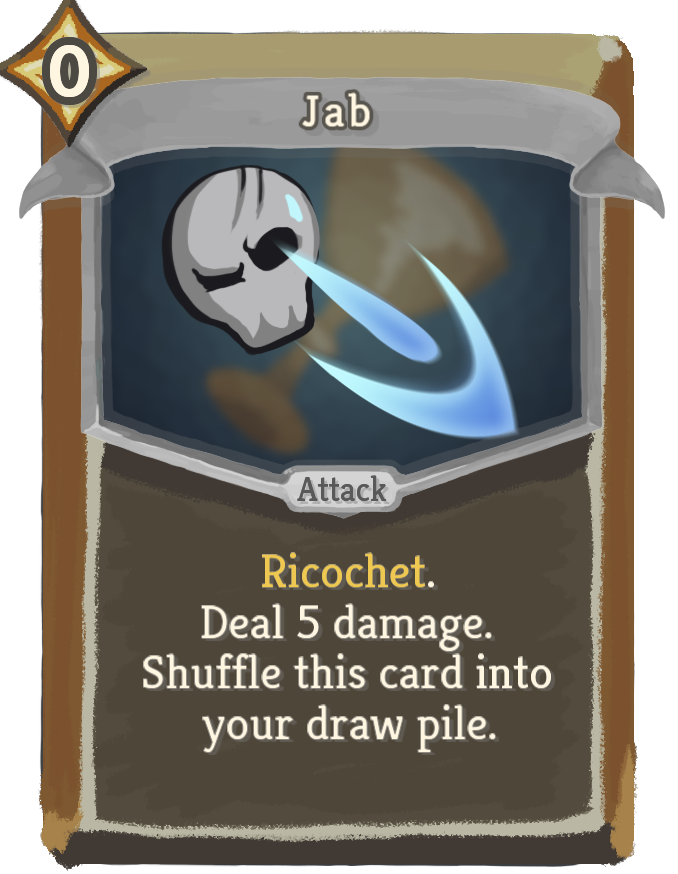 0
Jab
Attack
Ricochet.
Deal 5 damage.
Shuffle this card into
your draw pile.